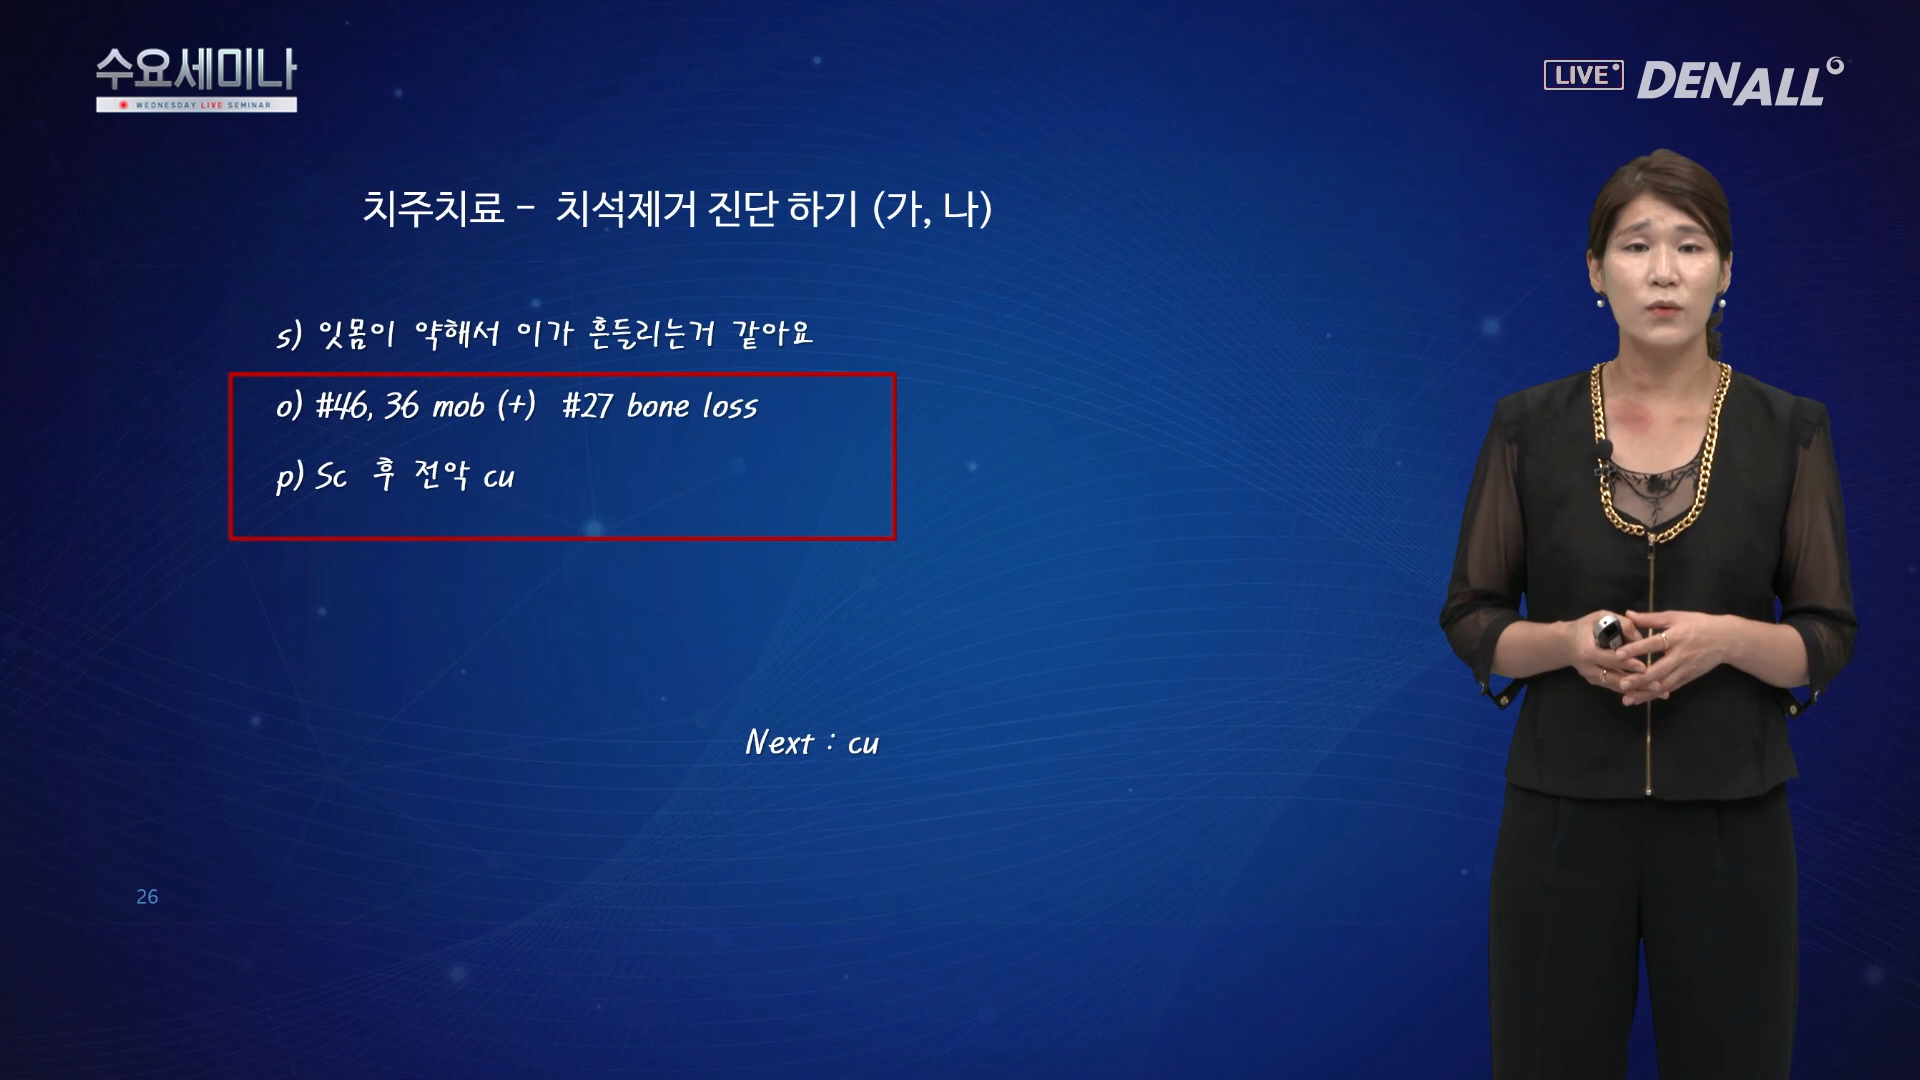 수요세미나
WEDNESDAY LIVE SEMINAR
LIVE DENALL
치주치료 - 치석제거 진단 하기 (가, 나)
s) 잇몸이 약해서 이가 흔들리는거 같아요
o) #46, 36 mob (+) #27 bone loss
p) Sc 후 전악 cu
Next : cu
26